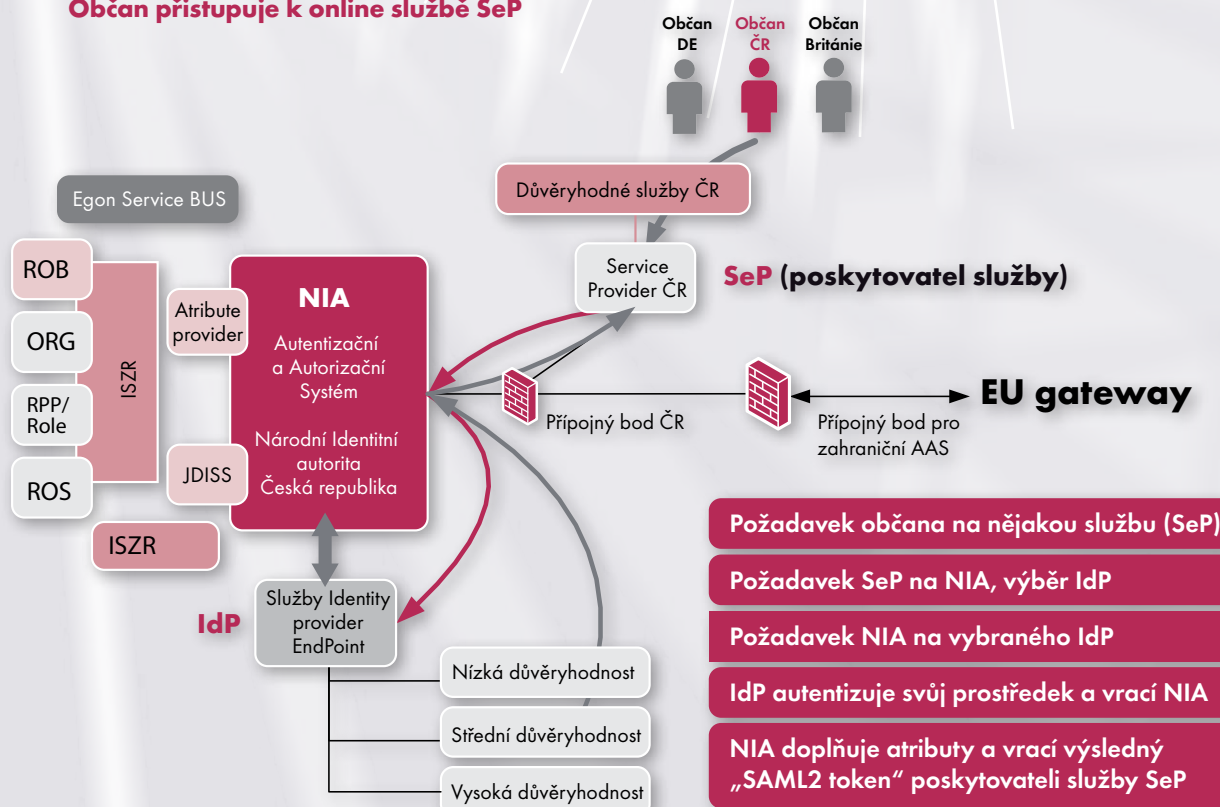 Občan přistupuje k online službě SeP
Občan
DE
Občan
ČR
Občan
Británie
Důvěryhodné služby ČR
Egon Service BUS
ROB
ORG
RPP/
Role
ROS
ISZR
ISZR
Atribute
provider
JDISS
NIA
Autentizační
a Autorizační
Systém
Národní Identitní
autorita
Česká republika
Service
Provider ČR
SeP (poskytovatel služby)
Přípojný bod ČR
Přípojný bod pro
zahraniční AAS
EU gateway
IdP
Služby Identity
provider
EndPoint
Nízká důvěryhodnost
Střední důvěryhodnost
Vysoká důvěryhodnost
Požadavek občana na nějakou službu (SeP)
Požadavek SeP na NIA, výběr IdP
Požadavek NIA na vybraného IdP
IdP autentizuje svůj prostředek a vrací NIA
NIA doplňuje atributy a vrací výsledný
„SAML2 token“ poskytovateli služby SeP